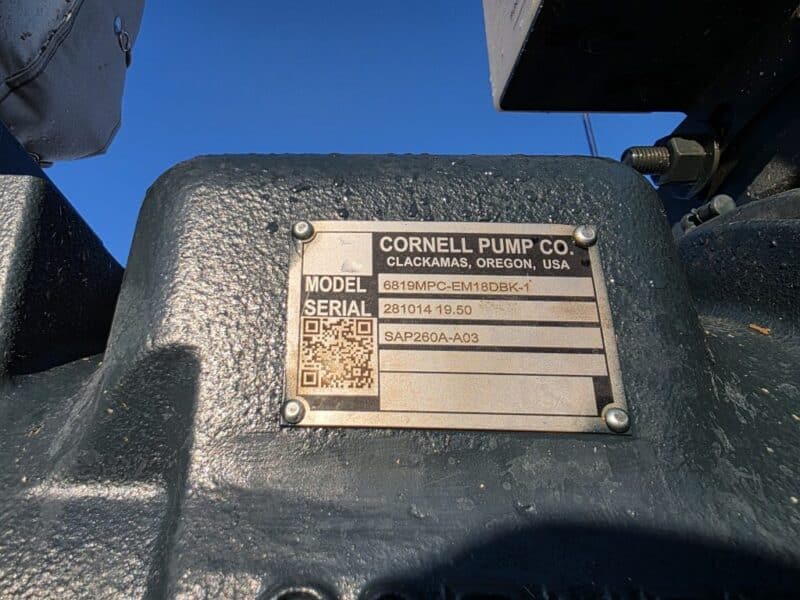 CORNELL PUMP CO.
CLACKAMAS, OREGON, USA
MODEL 6819MPC-EM18DBK-1
SERIAL 281014 19.50
SAP260A-A03